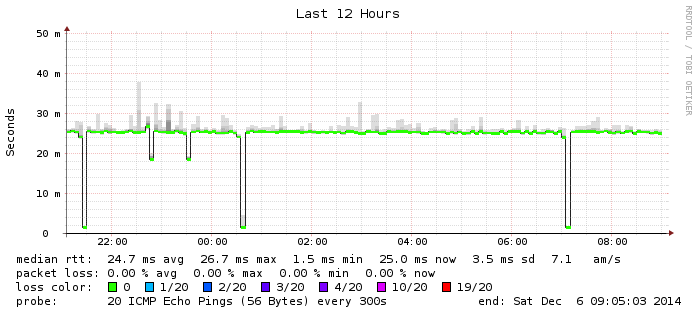 Last 12 Hours
RRDTOOL / TOBI OETIKER
Seconds
50 m
40 m
30 m
20 m
10 m
0
22:00 00:00 02:00 04:00 06:00 08:00
median rtt: 24.7 ms avg 26.7 ms max 1.5 ms min 25.0 ms now 3.5 ms sd 7.1 am/s
packet loss: 0.00 % avg 0.00 % max 0.00 % min 0.00 % now
loss color: 0 1/20 2/20 3/20 4/20 10/20 19/20
probe: 20 ICMP Echo Pings (56 Bytes) every 300s end: Sat Dec 6 09:05:03 2014